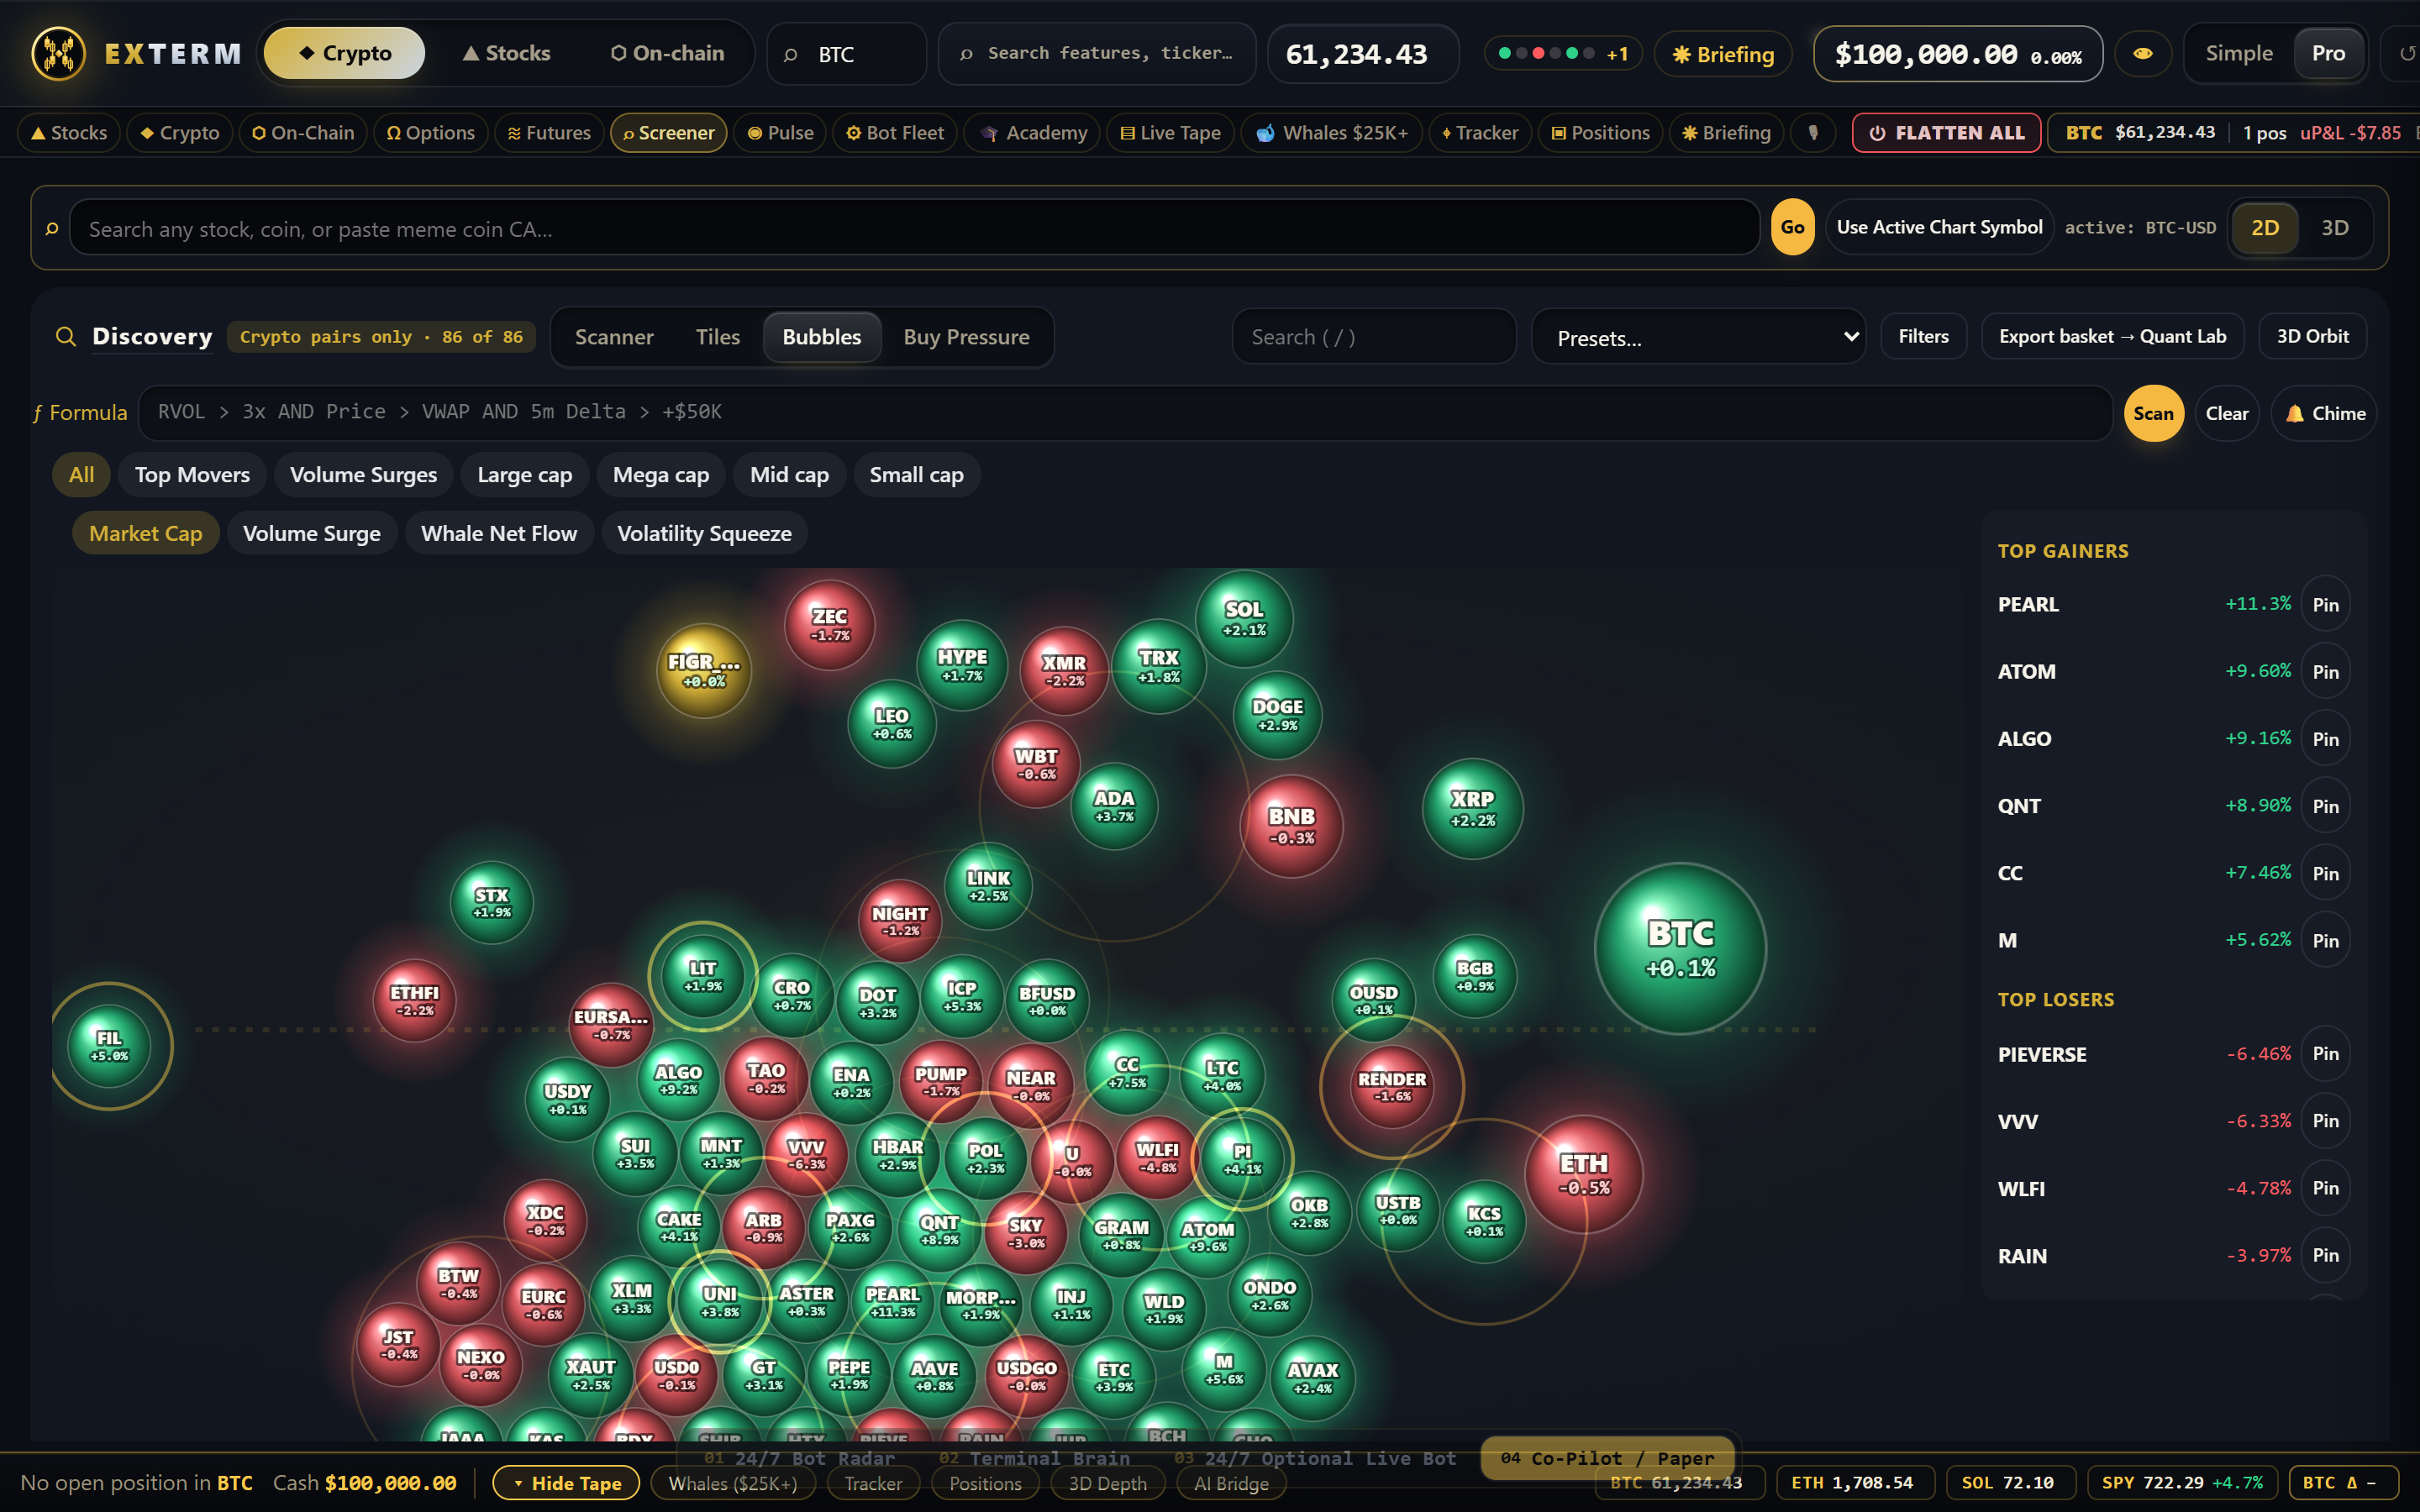 EXTERM ◆ Crypto ▲ Stocks ⬡ On-chain BTC Search features, ticker… 61,234.43 +1 Briefing $100,000.00 0.00% Simple Pro
Stocks Crypto On-Chain Ω Options Futures Screener Pulse Bot Fleet Academy Live Tape Whales $25K+ Tracker Positions Briefing FLATTEN ALL BTC $61,234.43 1 pos uP&L -$7.85
Search any stock, coin, or paste meme coin CA... Go Use Active Chart Symbol active: BTC-USD 2D 3D
Discovery Crypto pairs only · 86 of 86 Scanner Tiles Bubbles Buy Pressure Search ( / ) Presets... Filters Export basket → Quant Lab 3D Orbit
ƒ Formula RVOL > 3x AND Price > VWAP AND 5m Delta > +$50K Scan Clear Chime
All Top Movers Volume Surges Large cap Mega cap Mid cap Small cap
Market Cap Volume Surge Whale Net Flow Volatility Squeeze
ZEC
-1.7%
SOL
+2.1%
FIGR_...
+0.0%
HYPE
+1.7%
XMR
-2.2%
TRX
+1.8%
LEO
+0.6%
DOGE
+2.9%
WBT
-0.6%
ADA
+3.7%
BNB
-0.3%
XRP
+2.2%
STX
+1.9%
LINK
+2.5%
NIGHT
-1.2%
BTC
+0.1%
ETHFI
-2.2%
LIT
+1.9%
CRO
+0.7%
DOT
+3.2%
ICP
+5.3%
BFUSD
+0.0%
OUSD
+0.1%
BGB
+0.9%
EURSA...
-0.7%
FIL
+5.0%
USDY
+0.1%
ALGO
+9.2%
TAO
-0.2%
ENA
+0.2%
PUMP
-1.7%
NEAR
-0.0%
CC
+7.5%
LTC
+4.0%
RENDER
-1.6%
SUI
+3.5%
MNT
+1.3%
VVV
-6.3%
HBAR
+2.9%
POL
+2.3%
U
-0.0%
WLFI
-4.8%
PI
+4.1%
ETH
-0.5%
XDC
-0.2%
CAKE
+4.1%
ARB
-0.9%
PAXG
+2.6%
QNT
+8.9%
SKY
-3.0%
GRAM
+0.8%
ATOM
+9.6%
OKB
+2.8%
USTB
+0.0%
KCS
+0.1%
BTW
-0.4%
EURC
-0.6%
XLM
+3.3%
UNI
+3.8%
ASTER
+0.3%
PEARL
+11.3%
MORP...
+1.9%
INJ
+1.1%
WLD
+1.9%
ONDO
+2.6%
JST
-0.4%
NEXO
-0.0%
XAUT
+2.5%
USD0
-0.1%
GT
+3.1%
PEPE
+1.9%
AAVE
+0.8%
USDGO
-0.0%
ETC
+3.9%
M
+5.6%
AVAX
+2.4%
JAAA KAS BDX SHIB HTX PIEVE RAIN JUP BCH GHO
TOP GAINERS
PEARL +11.3% Pin
ATOM +9.60% Pin
ALGO +9.16% Pin
QNT +8.90% Pin
CC +7.46% Pin
M +5.62% Pin
TOP LOSERS
PIEVERSE -6.46% Pin
VVV -6.33% Pin
WLFI -4.78% Pin
RAIN -3.97% Pin
01 24/7 Bot Radar 02 Terminal Brain 03 24/7 Optional Live Bot 04 Co-Pilot / Paper
No open position in BTC Cash $100,000.00 Hide Tape Whales ($25K+) Tracker Positions 3D Depth AI Bridge BTC 61,234.43 ETH 1,708.54 SOL 72.10 SPY 722.29 +4.7% BTC Δ –